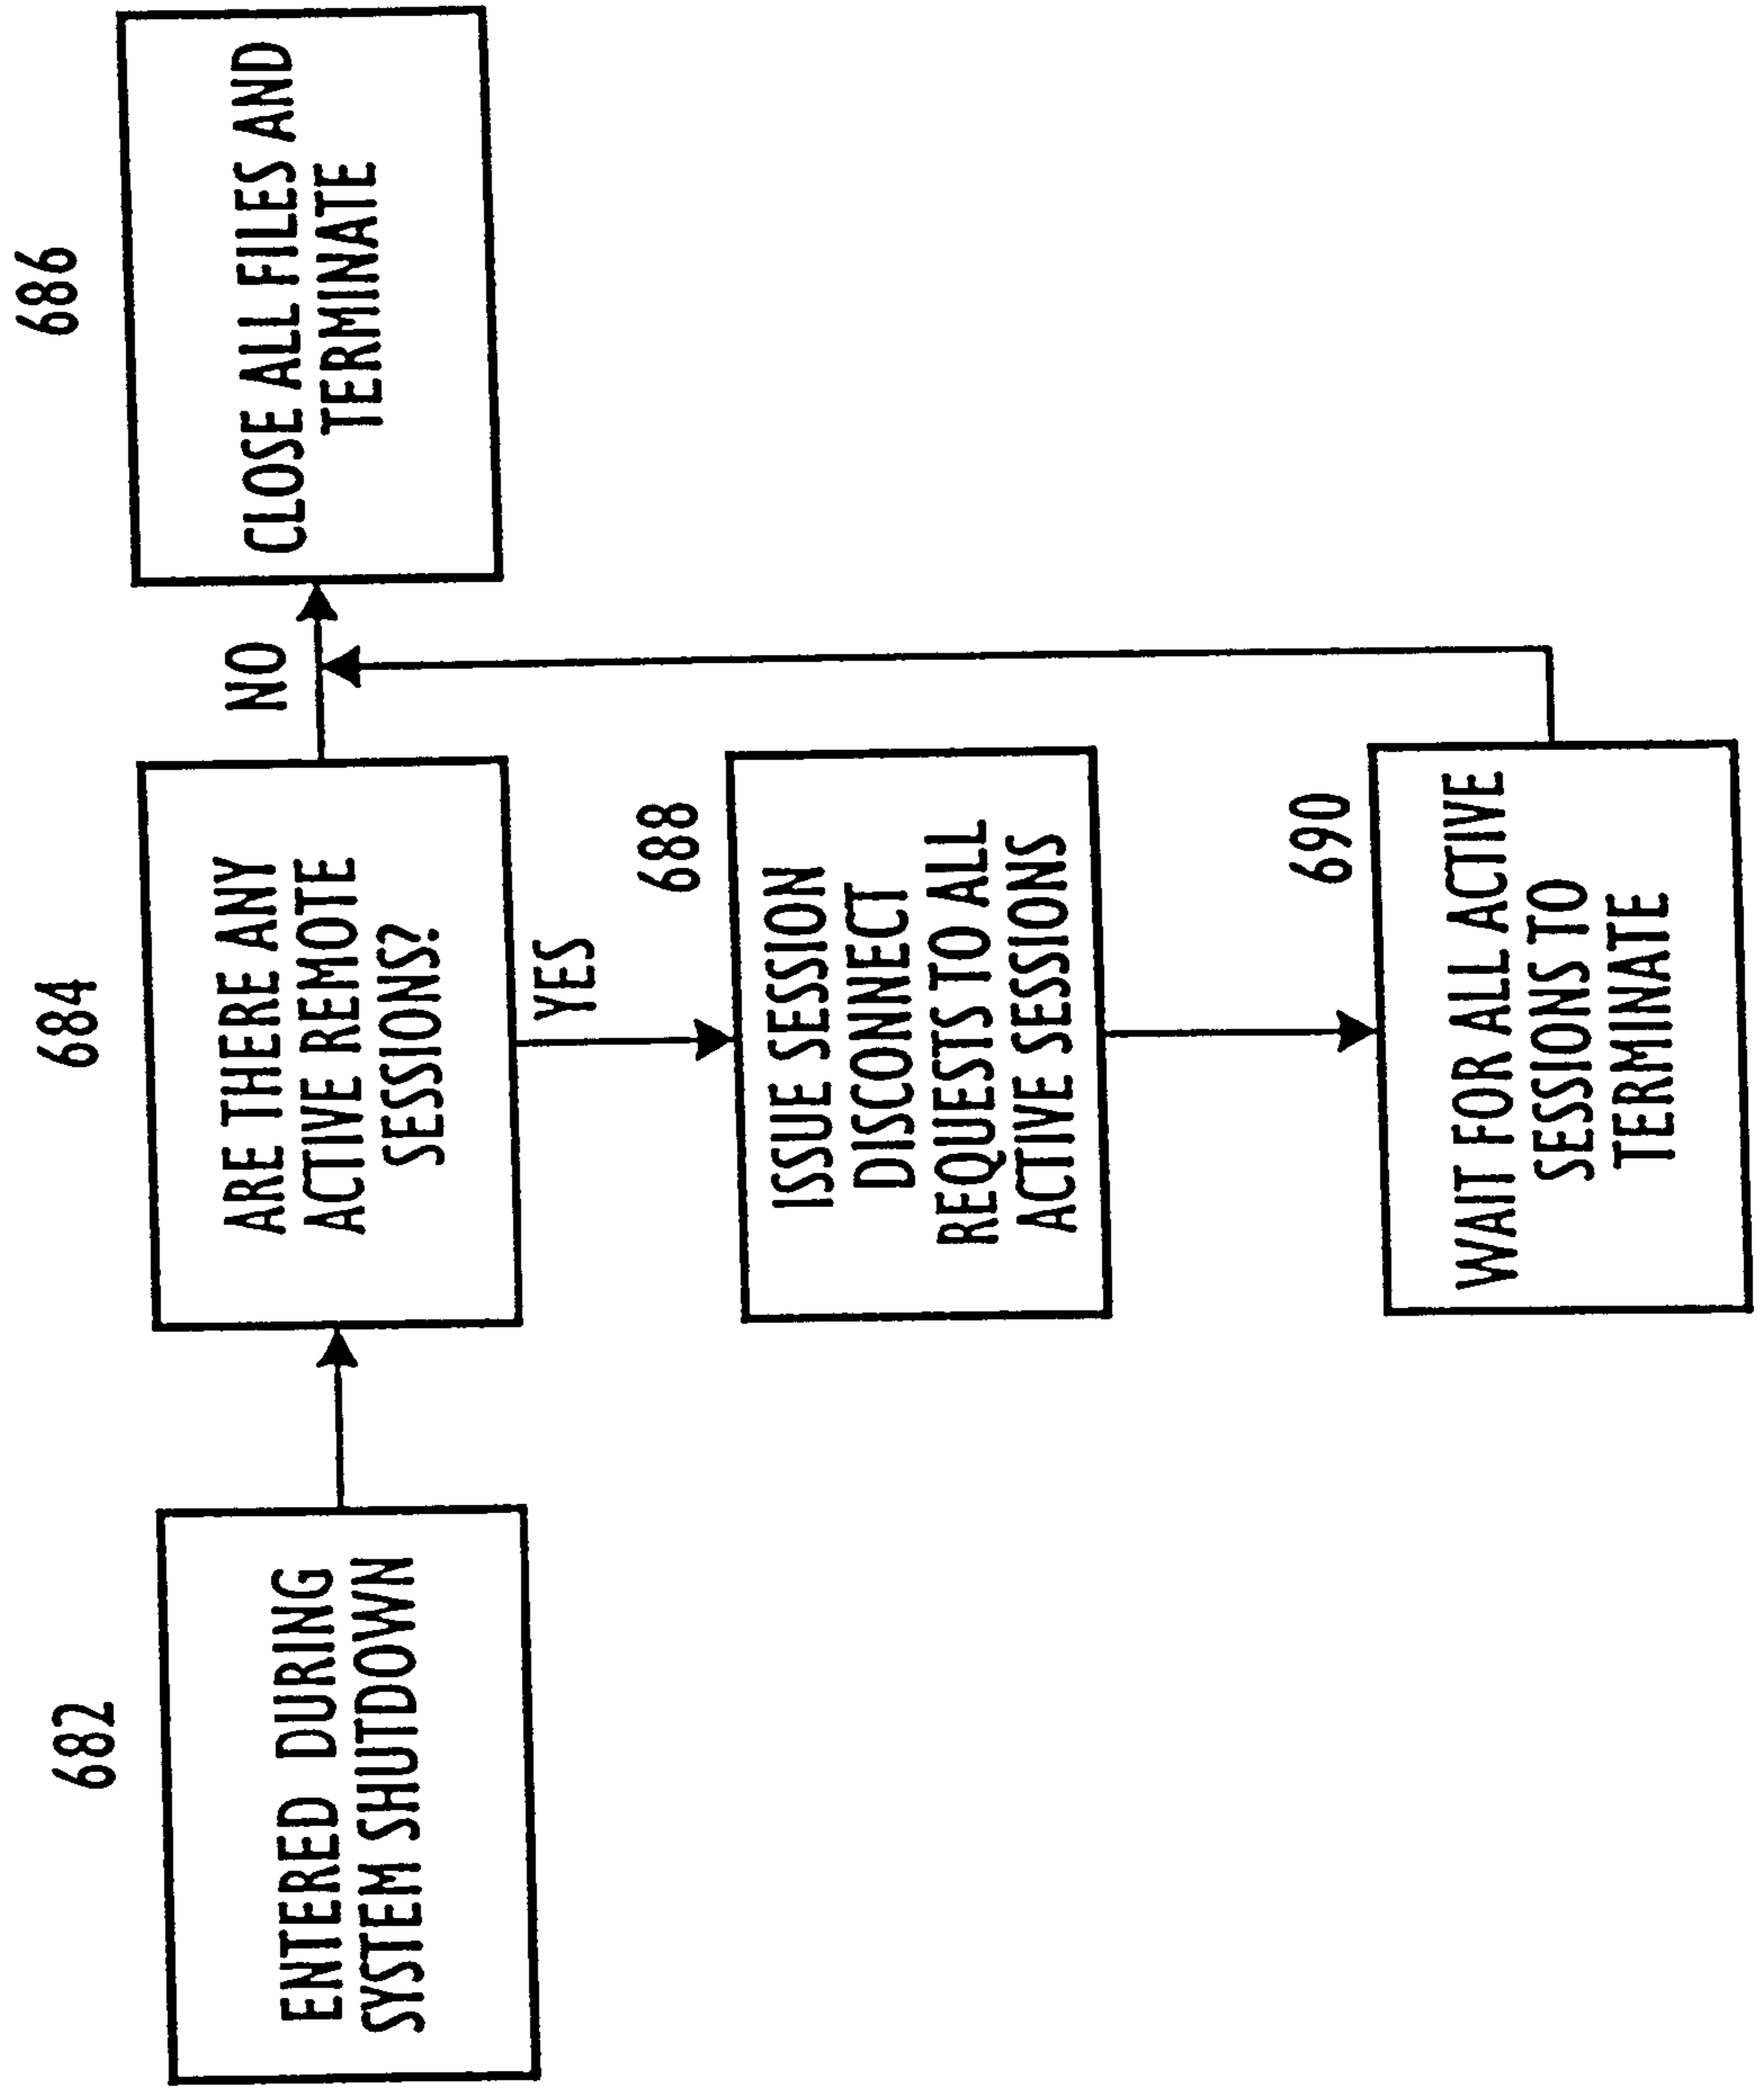 682
ENTERED DURING
SYSTEM SHUTDOWN
684
ARE THERE ANY
ACTIVE REMOTE
SESSIONS?
NO
YES
686
CLOSE ALL FILES AND
TERMINATE
688
ISSUE SESSION
DISCONNECT
REQUESTS TO ALL
ACTIVE SESSIONS
690
WAIT FOR ALL ACTIVE
SESSIONS TO
TERMINATE